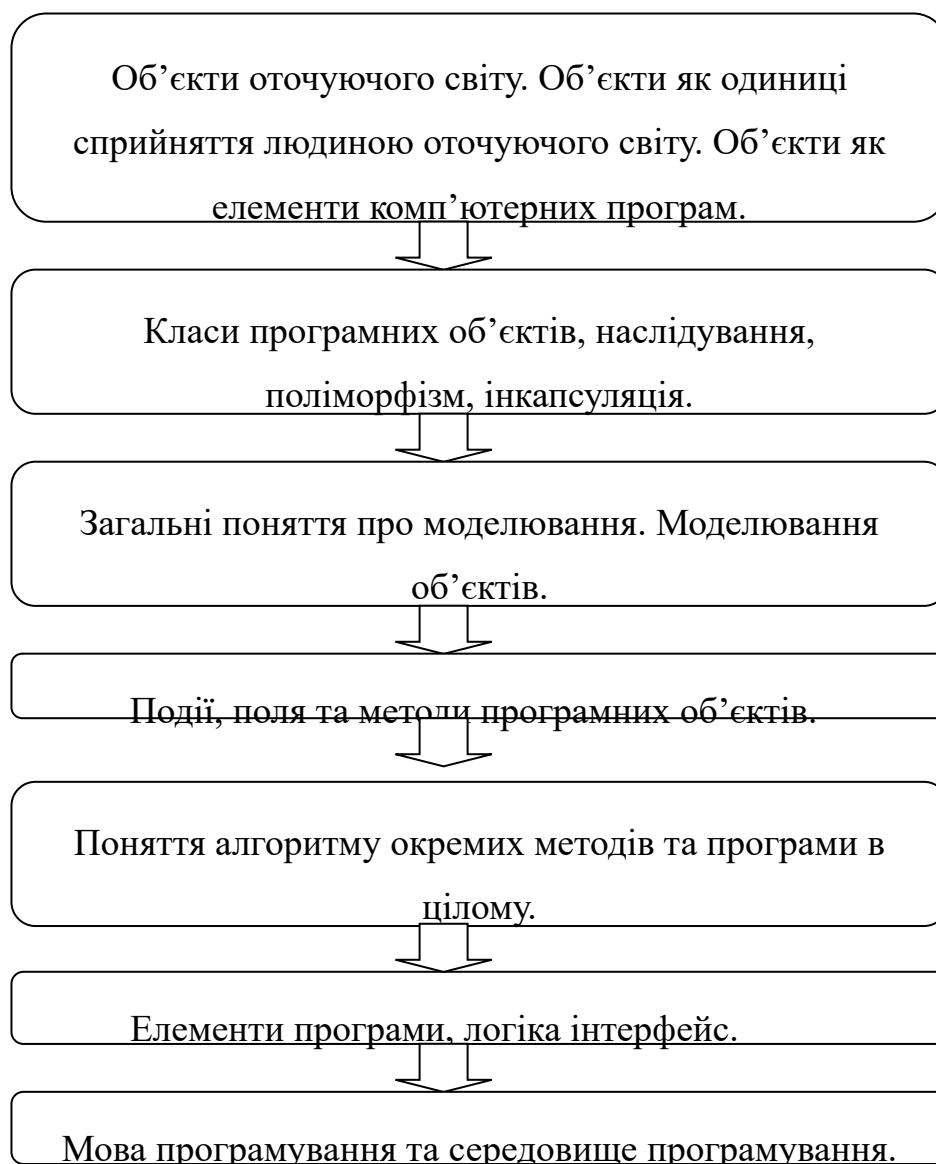 Об’єкти оточуючого світу. Об’єкти як одиниці
сприйняття людиною оточуючого світу. Об’єкти як
елементи комп’ютерних програм.
Класи програмних об’єктів, наслідування,
поліморфізм, інкапсуляція.
Загальні поняття про моделювання. Моделювання
об’єктів.
Події, поля та методи програмних об’єктів.
Поняття алгоритму окремих методів та програми в
цілому.
Елементи програми, логіка інтерфейс.
Мова програмування та середовище програмування.